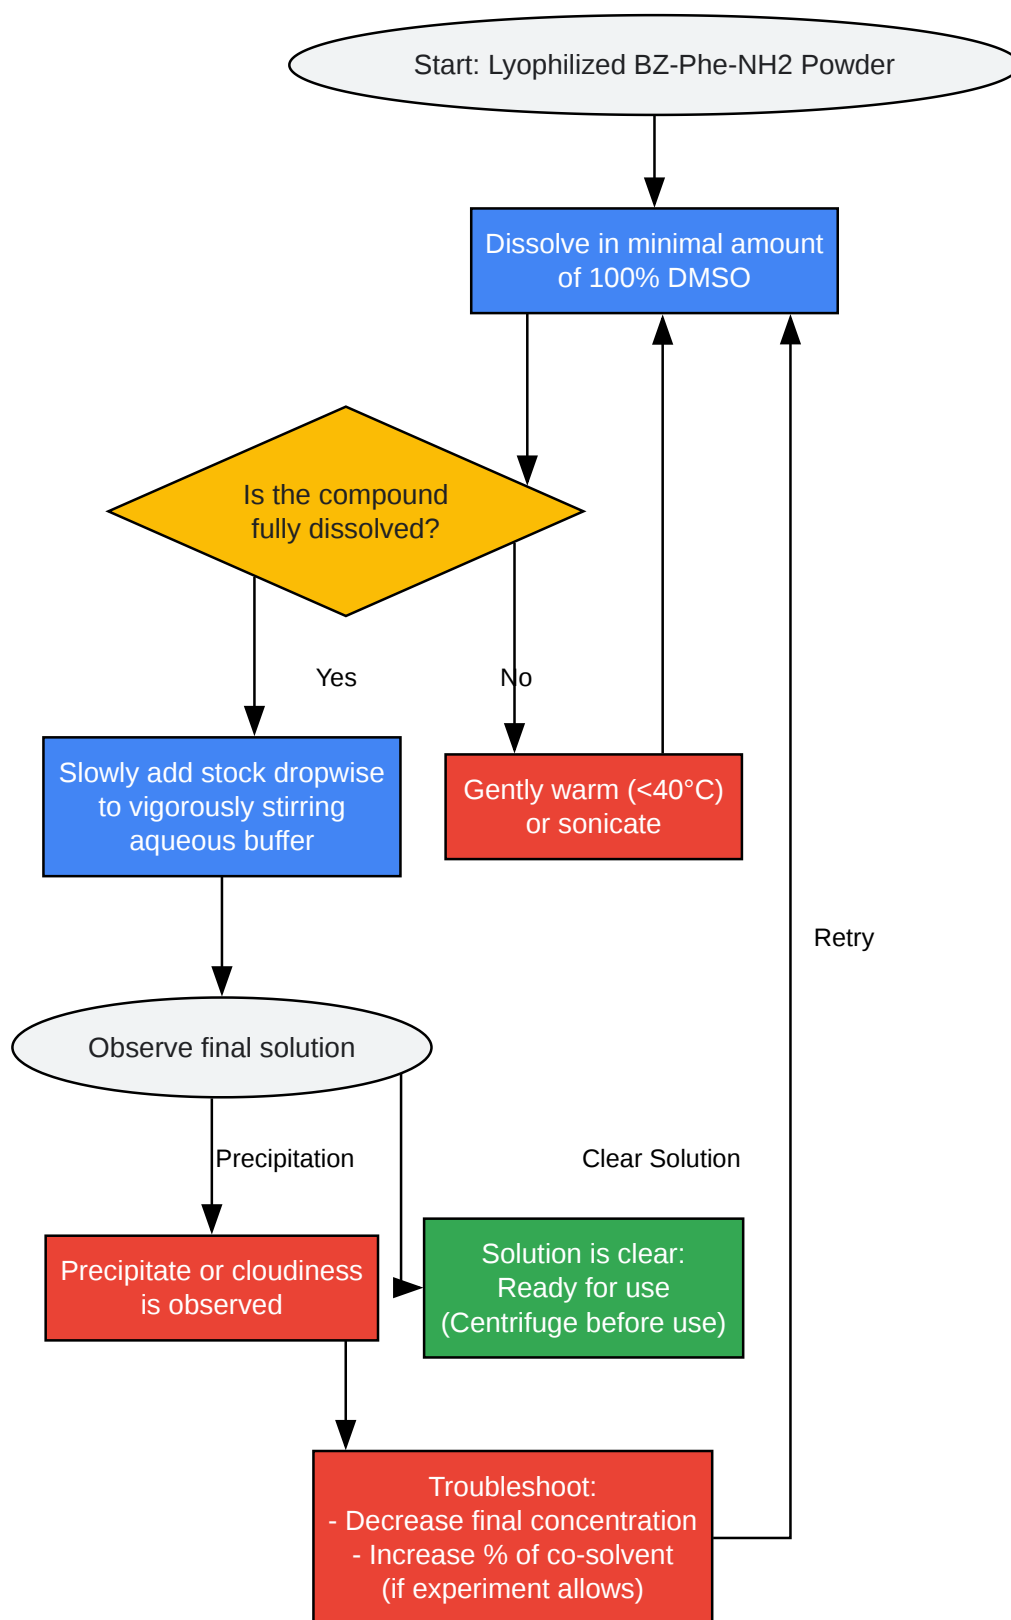 Start: Lyophilized BZ-Phe-NH2 Powder
Dissolve in minimal amount
of 100% DMSO
Is the compound
fully dissolved?
Yes
No
Slowly add stock dropwise
to vigorously stirring
aqueous buffer
Gently warm (<40°C)
or sonicate
Retry
Observe final solution
Precipitation
Clear Solution
Precipitate or cloudiness
is observed
Solution is clear:
Ready for use
(Centrifuge before use)
Troubleshoot:
- Decrease final concentration
- Increase % of co-solvent
(if experiment allows)